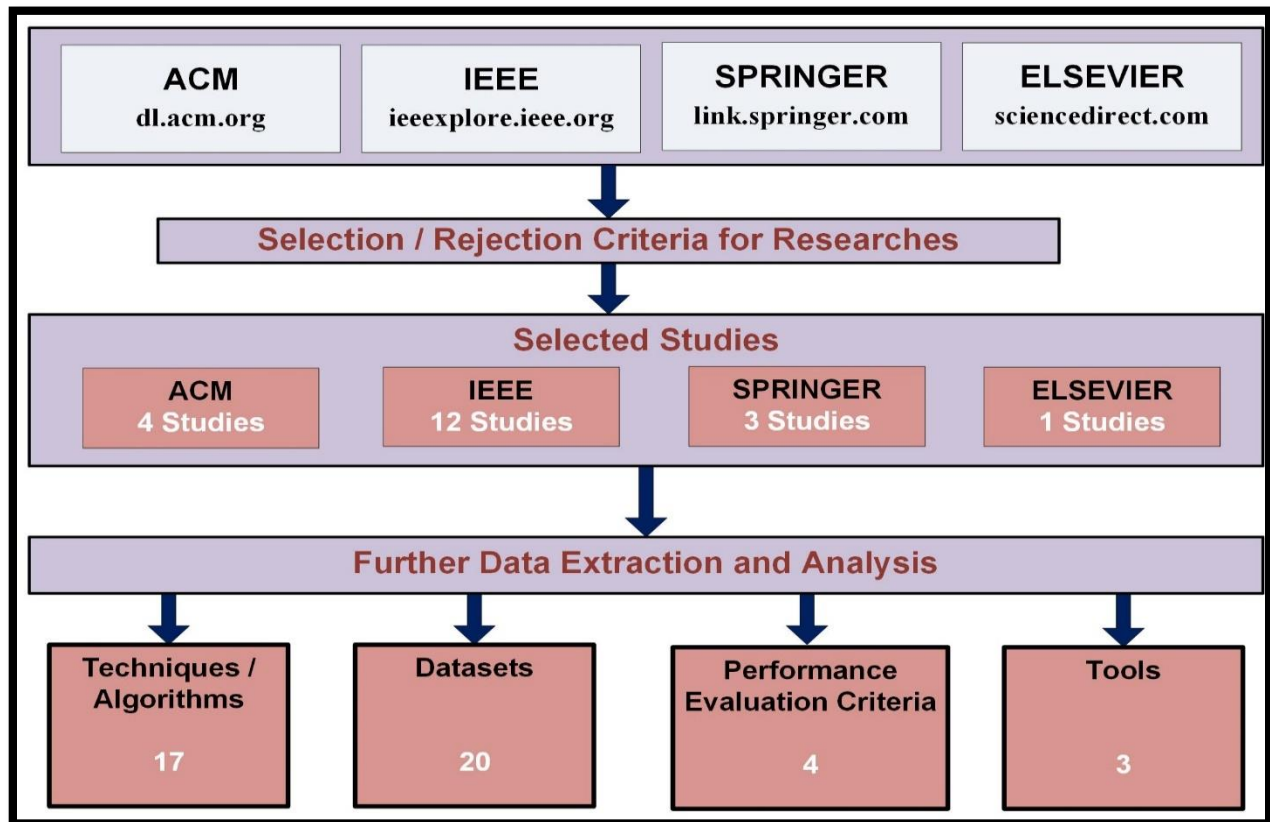 ACM
dl.acm.org
IEEE
ieeexplore.ieee.org
SPRINGER
link.springer.com
ELSEVIER
sciencedirect.com
Selection / Rejection Criteria for Researches
Selected Studies
ACM
4 Studies
IEEE
12 Studies
SPRINGER
3 Studies
ELSEVIER
1 Studies
Further Data Extraction and Analysis
Techniques /
Algorithms
17
Datasets
20
Performance
Evaluation Criteria
4
Tools
3